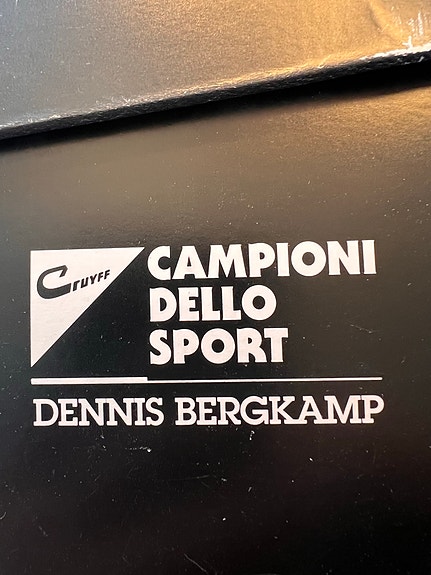 Cruyff
CAMPIONI
DELLO
SPORT
DENNIS BERGKAMP